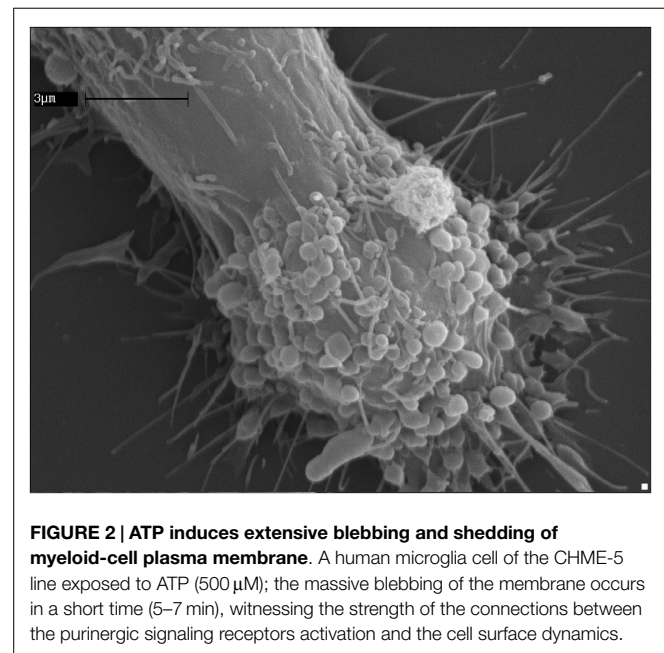 3μm
FIGURE 2 | ATP induces extensive blebbing and shedding of
myeloid-cell plasma membrane. A human microglia cell of the CHME-5
line exposed to ATP (500 μM); the massive blebbing of the membrane occurs
in a short time (5–7 min), witnessing the strength of the connections between
the purinergic signaling receptors activation and the cell surface dynamics.